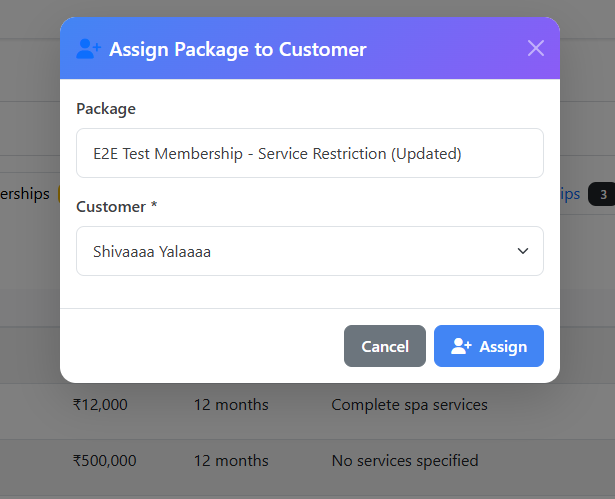 Assign Package to Customer
Package
E2E Test Membership - Service Restriction (Updated)
erships
ips 3
Customer *
Shivaaaa Yalaaaa
Cancel Assign
₹12,000 12 months Complete spa services
₹500,000 12 months No services specified